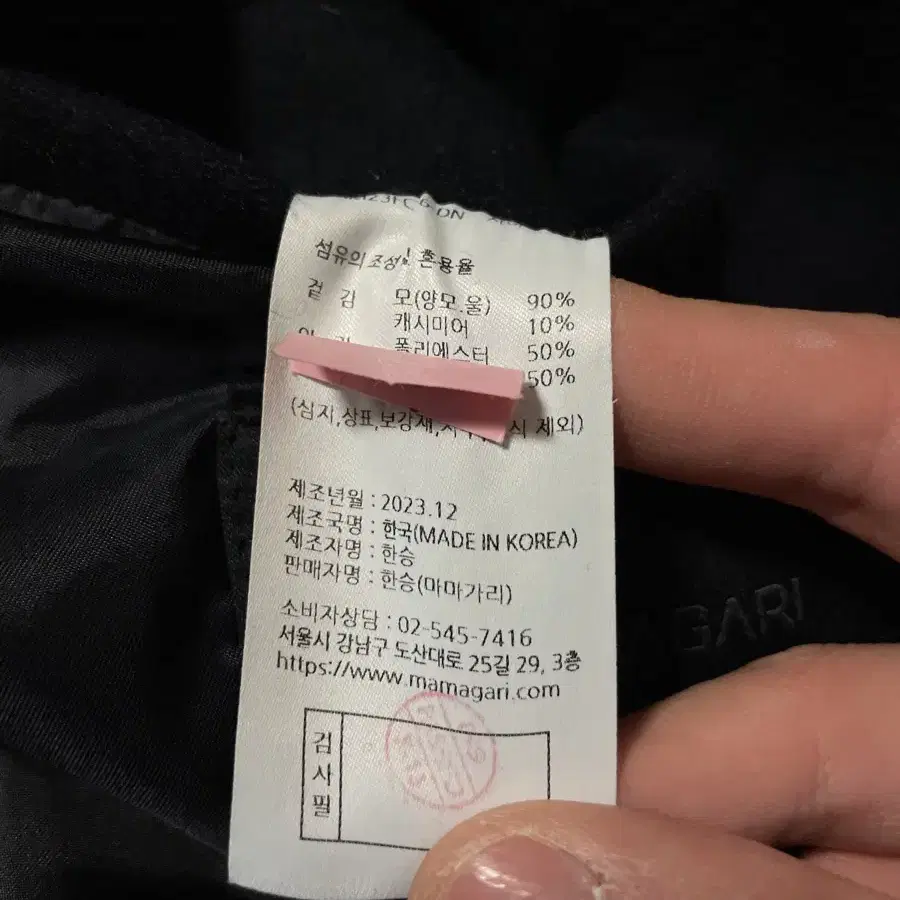 섬유의조성 혼용율
겉 감 모(양모.울) 90%
캐시미어 10%
폴리에스터 50%
50%
(심지,상표,보강재, 제외)
제조년월 : 2023.12
제조국명 : 한국(MADE IN KOREA)
제조자명 : 한승
판매자명 : 한승(마마가리)
소비자상담 : 02-545-7416
서울시 강남구 도산대로 25길 29, 3층
https://www.mamagari.com
검사필
GARI